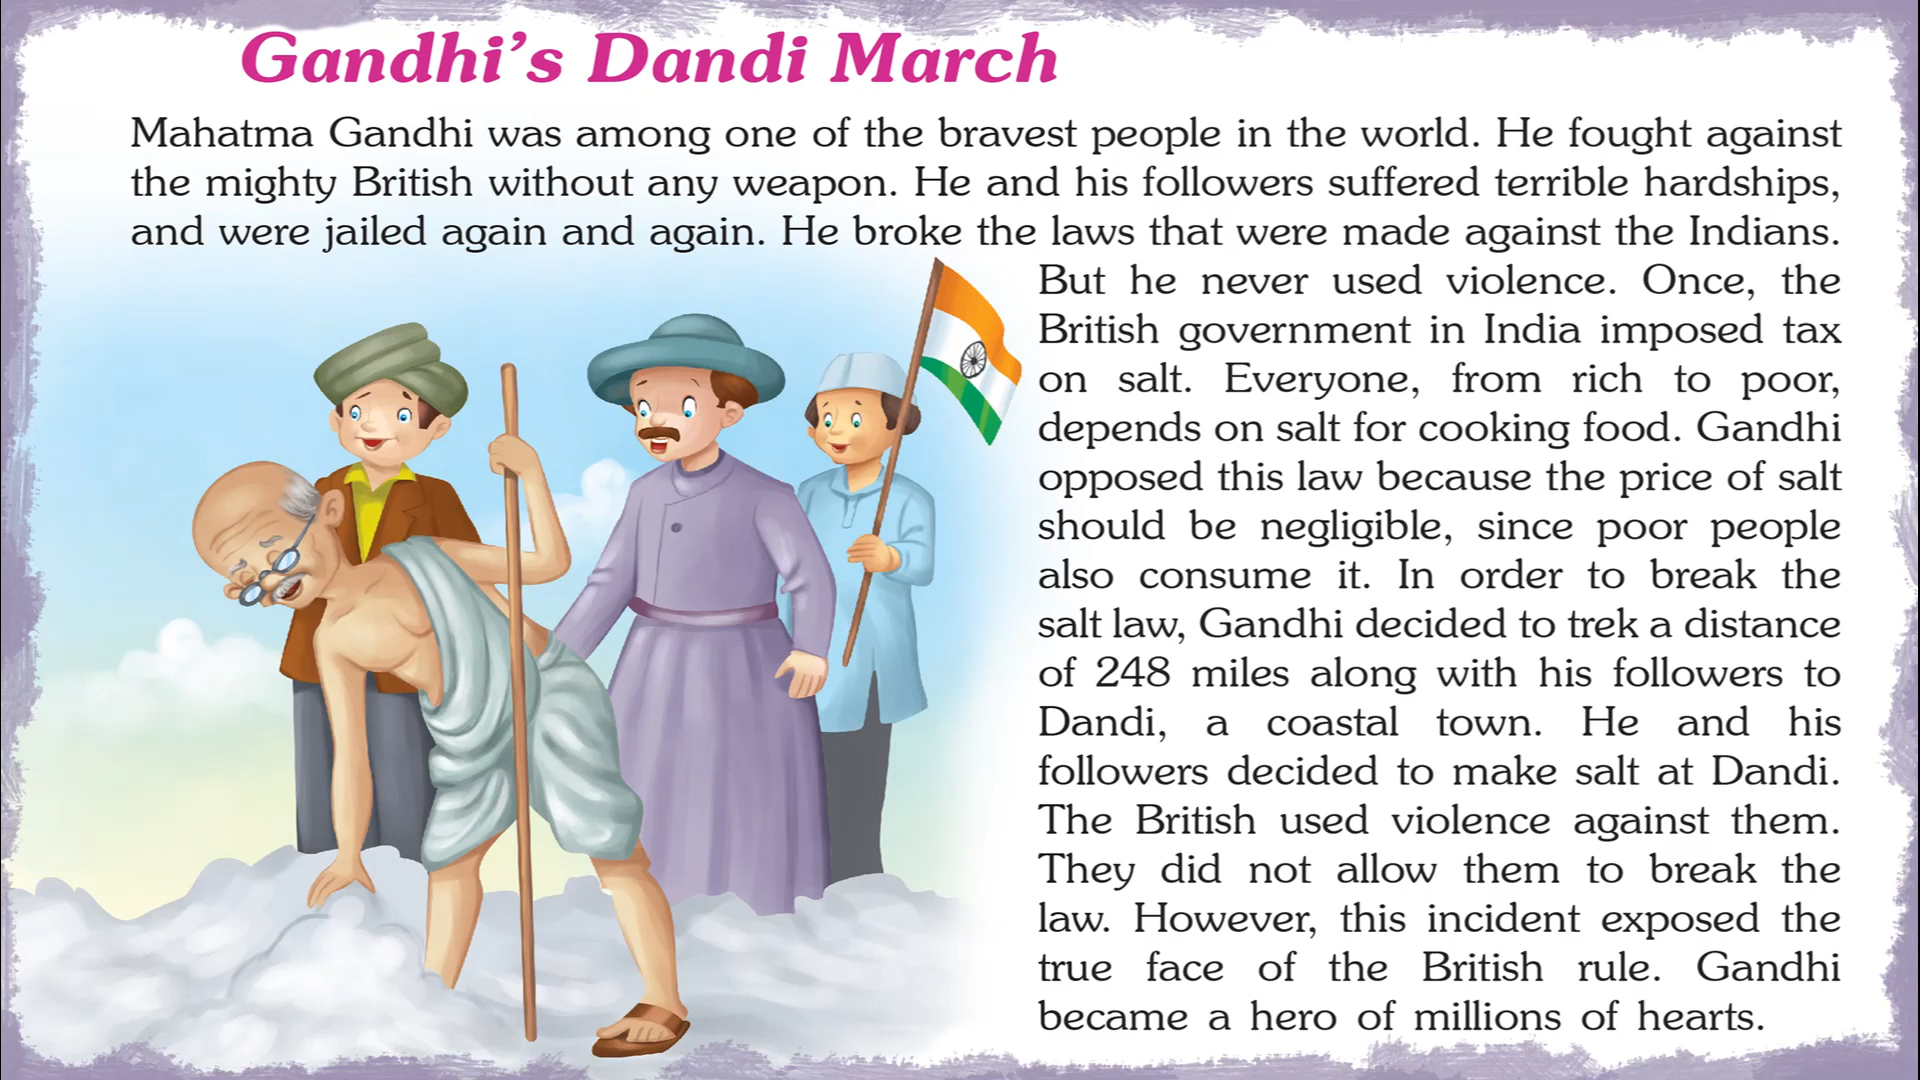 Gandhi’s Dandi March
Mahatma Gandhi was among one of the bravest people in the world. He fought against
the mighty British without any weapon. He and his followers suffered terrible hardships,
and were jailed again and again. He broke the laws that were made against the Indians.
But he never used violence. Once, the
British government in India imposed tax
on salt. Everyone, from rich to poor,
depends on salt for cooking food. Gandhi
opposed this law because the price of salt
should be negligible, since poor people
also consume it. In order to break the
salt law, Gandhi decided to trek a distance
of 248 miles along with his followers to
Dandi, a coastal town. He and his
followers decided to make salt at Dandi.
The British used violence against them.
They did not allow them to break the
law. However, this incident exposed the
true face of the British rule. Gandhi
became a hero of millions of hearts.